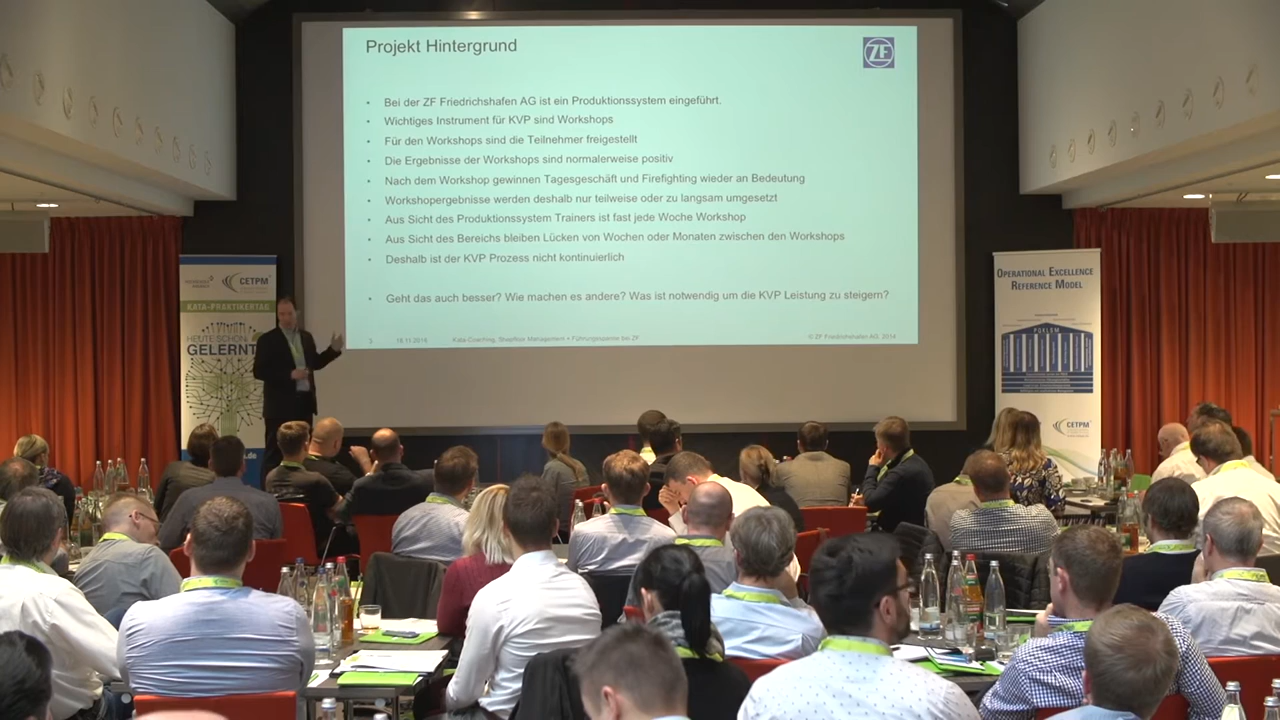 Projekt Hintergrund
ZF
• Bei der ZF Friedrichshafen AG ist ein Produktionssystem eingeführt.
• Wichtiges Instrument für KVP sind Workshops
• Für den Workshops sind die Teilnehmer freigestellt
• Die Ergebnisse der Workshops sind normalerweise positiv
• Nach dem Workshop gewinnen Tagesgeschäft und Firefighting wieder an Bedeutung
• Workshopergebnisse werden deshalb nur teilweise oder zu langsam umgesetzt
• Aus Sicht des Produktionssystem Trainers ist fast jede Woche Workshop
• Aus Sicht des Bereichs bleiben Lücken von Wochen oder Monaten zwischen den Workshops
• Deshalb ist der KVP Prozess nicht kontinuierlich
• Geht das auch besser? Wie machen es andere? Was ist notwendig um die KVP Leistung zu steigern?
3
© ZF Friedrichshafen AG, 2014
CETPM
KATA-PRAKTIKERTAG
HEUTE SCHON
GELERNT
OPERATIONAL EXCELLENCE
REFERENCE MODEL
CETPM